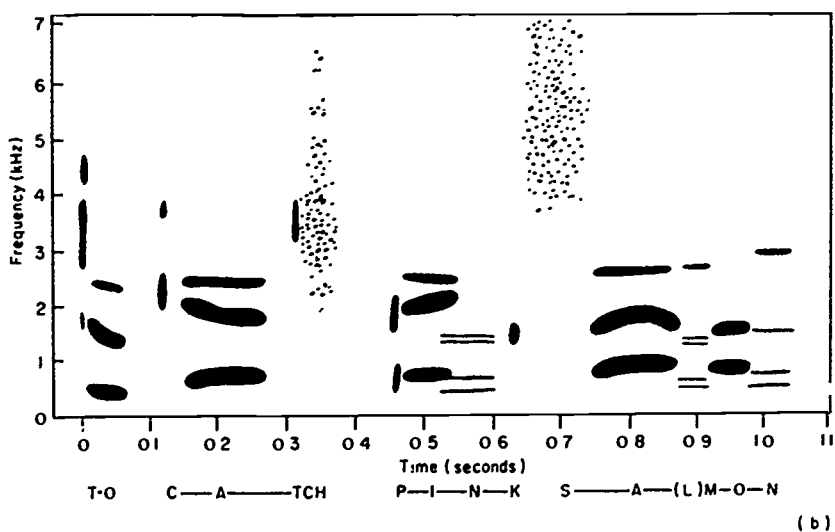 7
6
5
4
3
2
1
0
Frequency (kHz)
0 01 02 03 04 05 06 07 08 09 10 11
Time (seconds)
T·O C—A—TCH P—I—N—K S—A—(L)M—O—N
(b)